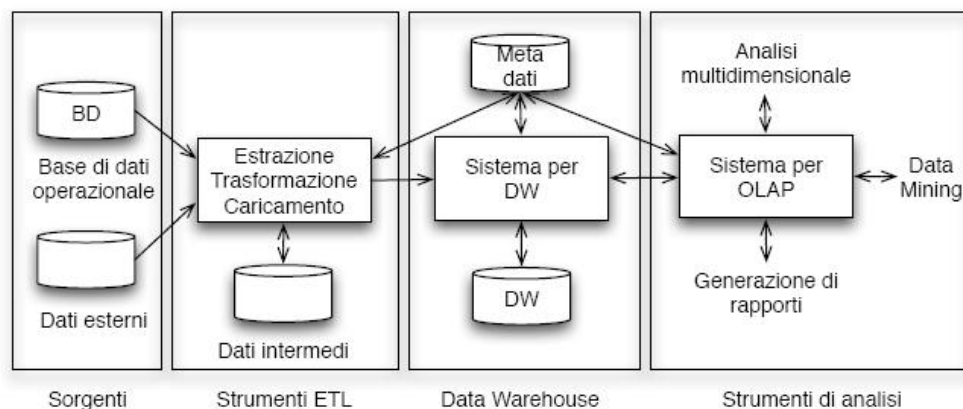 BD
Base di dati
operazionale
Dati esterni
Sorgenti
Estrazione
Trasformazione
Caricamento
Dati intermedi
Strumenti ETL
Meta
dati
Sistema per
DW
DW
Data Warehouse
Analisi
multidimensionale
Sistema per
OLAP
Data
Mining
Generazione di
rapporti
Strumenti di analisi